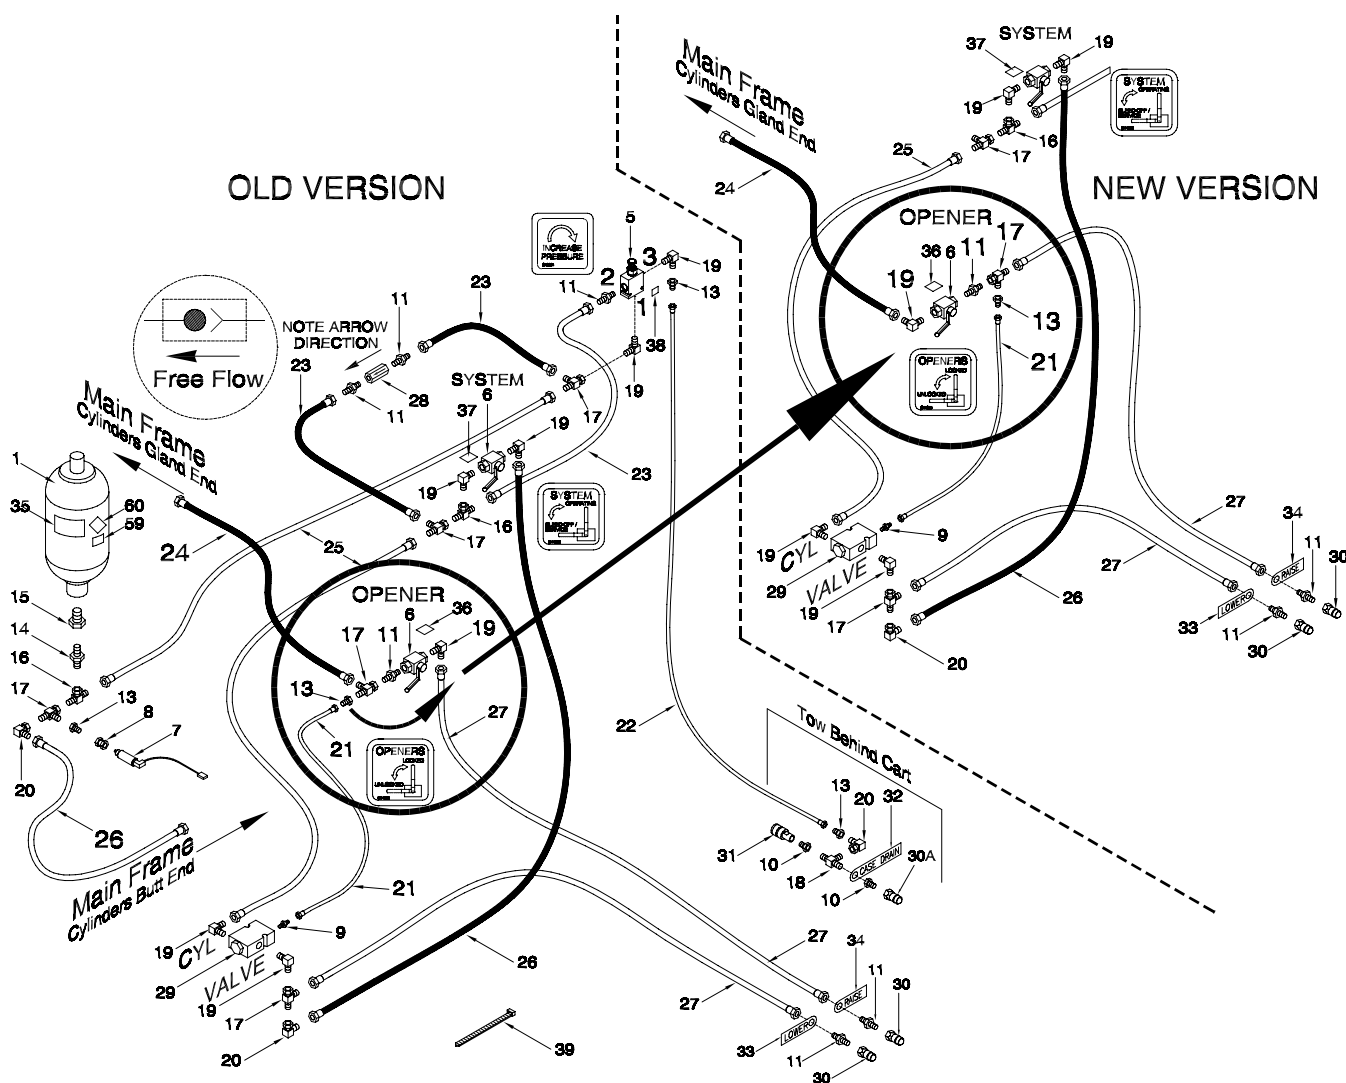 OLD VERSION
NEW VERSION
Main Frame
Cylinders Gland End
SYSTEM
37
19
SYSTEM
OPERATING
19
16
17
25
24
OPENER
36
6
11
17
19
13
21
OPENERS
LOCKED
UNLOCKED
INCREASE
PRESSURE
5
2
3
1
19
11
13
38
19
23
NOTE ARROW
DIRECTION
11
23
28
11
Free Flow
SYSTEM
6
37
19
19
17
23
16
17
SYSTEM
OPERATING
Main Frame
Cylinders Gland End
1
35
60
59
24
25
25
15
14
16
17
13
8
7
20
26
OPENER
6
36
17
11
19
13
21
27
OPENERS
LOCKED
UNLOCKED
Main Frame
Cylinders Butt End
21
19
CYL
9
29
VALVE
19
17
20
26
39
22
Tow Behind Cart
13
20
32
31
10
18
CASE DRAIN
30A
10
27
34
11
30
RAISE
27
33
LOWER
11
30
19
CYL
9
29
VALVE
19
17
20
26
27
27
34
11
30
RAISE
LOWER
33
11
30